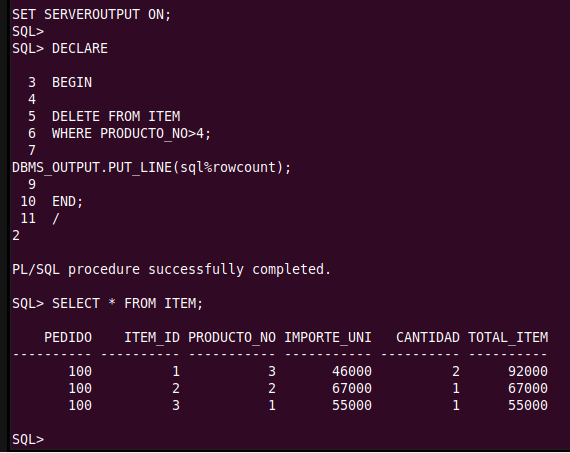 SET SERVEROUTPUT ON;
SQL>
SQL> DECLARE
3 BEGIN
4
5 DELETE FROM ITEM
6 WHERE PRODUCTO_NO>4;
7
DBMS_OUTPUT.PUT_LINE(sql%rowcount);
9
10 END;
11 /
2
PL/SQL procedure successfully completed.
SQL> SELECT * FROM ITEM;
PEDIDO ITEM_ID PRODUCTO_NO IMPORTE_UNI CANTIDAD TOTAL_ITEM
---------- ---------- ----------- ----------- ---------- ----------
100 1 3 46000 2 92000
100 2 2 67000 1 67000
100 3 1 55000 1 55000
SQL>